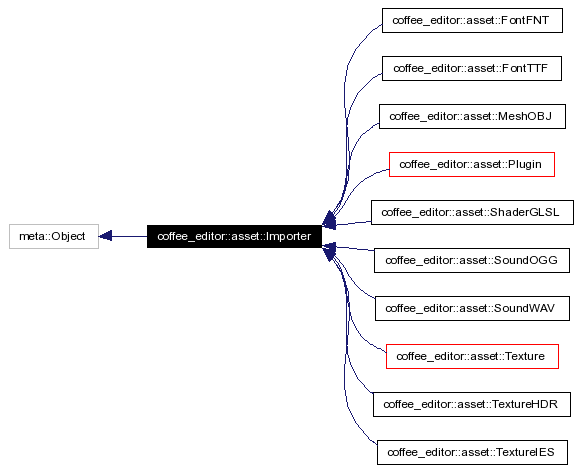 coffee_editor::asset::FontFNT
coffee_editor::asset::FontTTF
coffee_editor::asset::MeshOBJ
coffee_editor::asset::Plugin
coffee_editor::asset::ShaderGLSL
meta::Object
coffee_editor::asset::Importer
coffee_editor::asset::SoundOGG
coffee_editor::asset::SoundWAV
coffee_editor::asset::Texture
coffee_editor::asset::TextureHDR
coffee_editor::asset::TextureIES